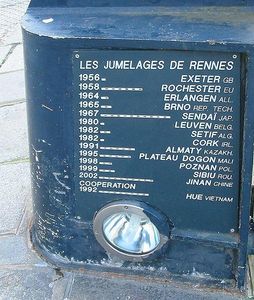 LES JUMELAGES DE RENNES
1956 EXETER GB
1958 ROCHESTER EU
1964 ERLANGEN ALL.
1965 BRNO REP. TECH.
1967 SENDAÏ JAP.
1980 LEUVEN BELG.
1982 SETIF ALG.
1982 CORK IRL.
1991 ALMATY KAZAKH.
1995 PLATEAU DOGON MALI
1998 POZNAN POL.
1999 SIBIU ROU.
2002 JINAN CHINE
COOPERATION
1992 HUE VIETNAM